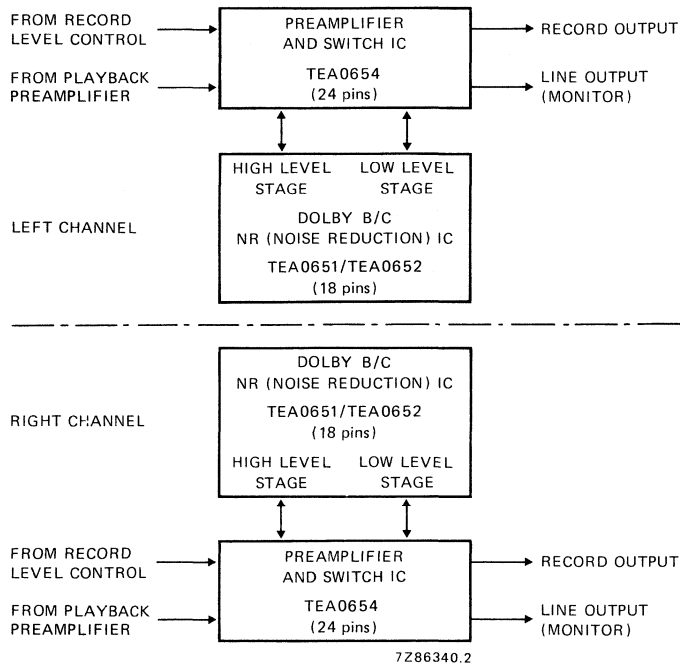 FROM RECORD
LEVEL CONTROL
PREAMPLIFIER
AND SWITCH IC
TEA0654
(24 pins)
RECORD OUTPUT
FROM PLAYBACK
PREAMPLIFIER
LINE OUTPUT
(MONITOR)
LEFT CHANNEL
HIGH LEVEL
STAGE
LOW LEVEL
STAGE
DOLBY B/C
NR (NOISE REDUCTION) IC
TEA0651/TEA0652
(18 pins)
RIGHT CHANNEL
DOLBY B/C
NR (NOISE REDUCTION) IC
TEA0651/TEA0652
(18 pins)
HIGH LEVEL
STAGE
LOW LEVEL
STAGE
FROM RECORD
LEVEL CONTROL
PREAMPLIFIER
AND SWITCH IC
TEA0654
(24 pins)
RECORD OUTPUT
FROM PLAYBACK
PREAMPLIFIER
LINE OUTPUT
(MONITOR)
7Z86340.2